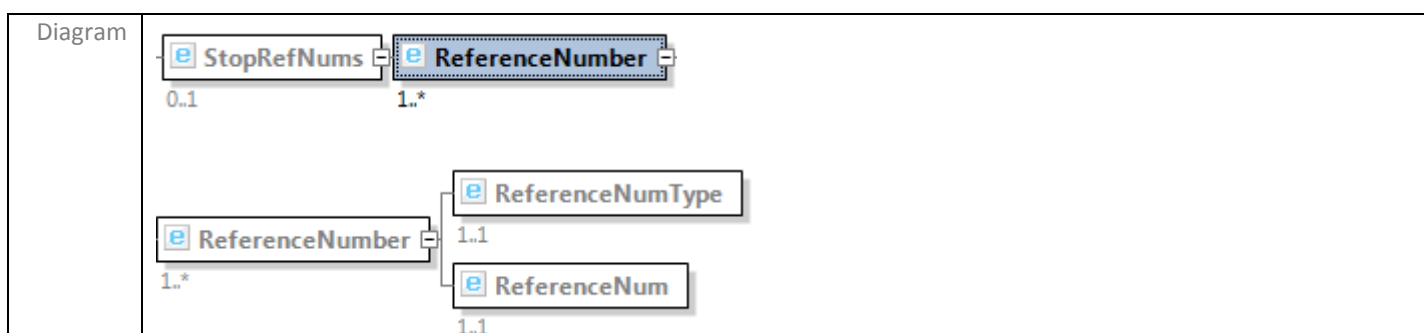 Diagram
e StopRefNums e ReferenceNumber
0..1 1..*
e ReferenceNumType
1..1
e ReferenceNumber
1..*
e ReferenceNum
1..1